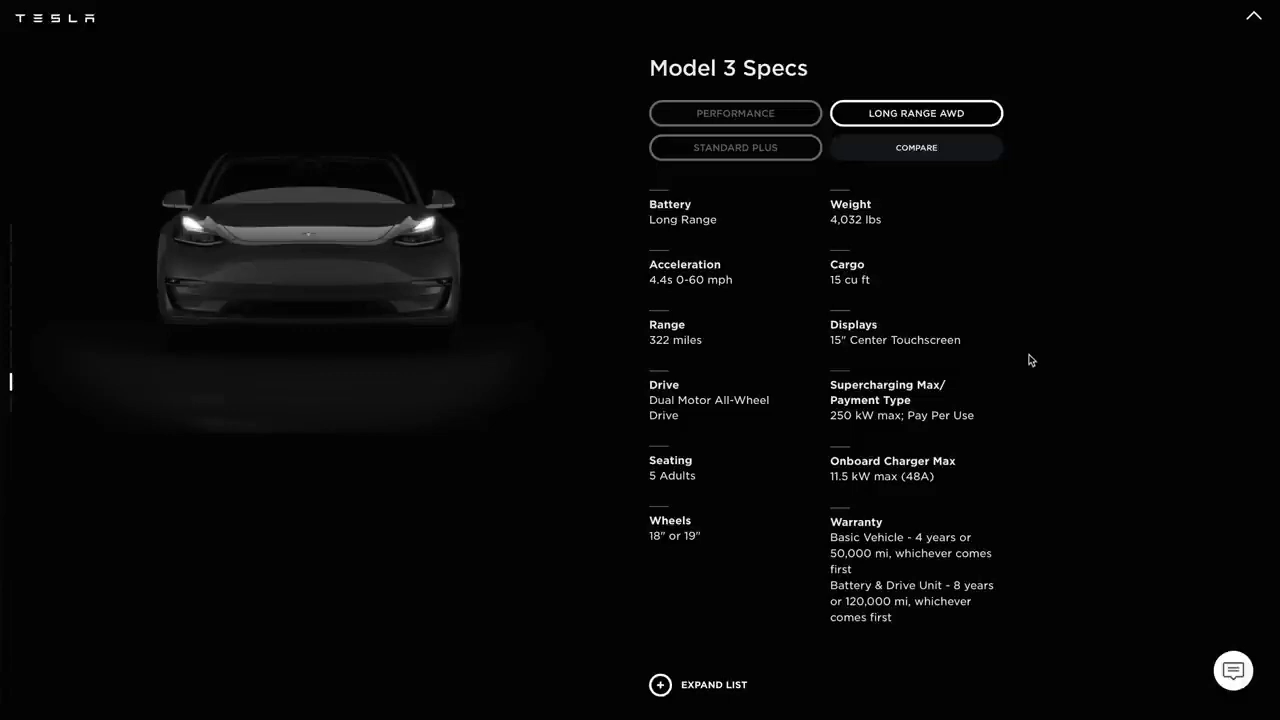 TESLA
Model 3 Specs
PERFORMANCE
LONG RANGE AWD
STANDARD PLUS
COMPARE
Battery
Long Range
Acceleration
4.4s 0-60 mph
Range
322 miles
Drive
Dual Motor All-Wheel
Drive
Seating
5 Adults
Wheels
18" or 19"
Weight
4,032 lbs
Cargo
15 cu ft
Displays
15" Center Touchscreen
Supercharging Max/
Payment Type
250 kW max; Pay Per Use
Onboard Charger Max
11.5 kW max (48A)
Warranty
Basic Vehicle - 4 years or
50,000 mi, whichever comes
first
Battery & Drive Unit - 8 years
or 120,000 mi, whichever
comes first
EXPAND LIST